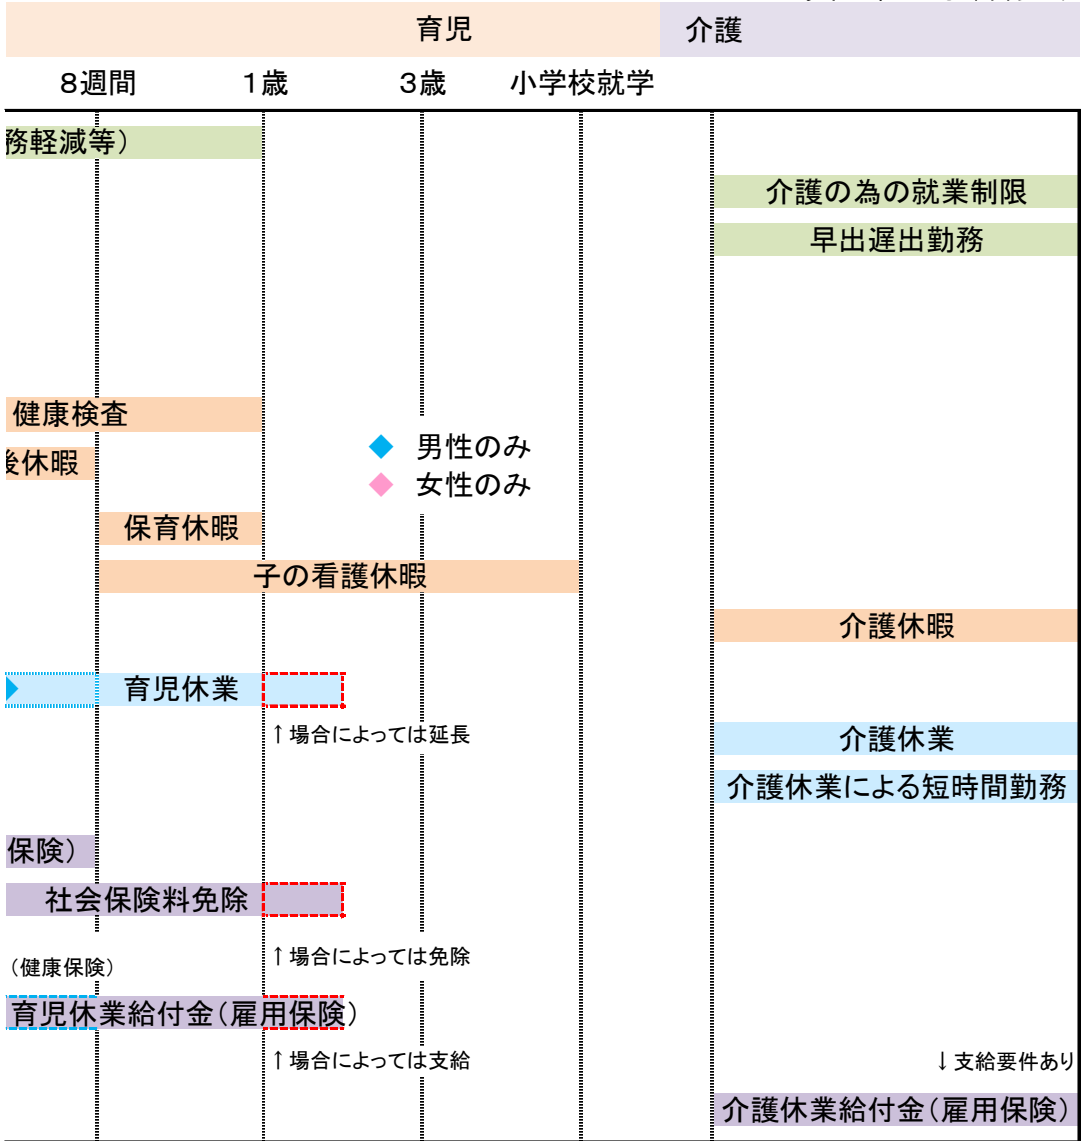 育児 介護
8週間 1歳 3歳 小学校就学
務軽減等）
介護の為の就業制限
早出遅出勤務
健康検査
◆ 男性のみ
後休暇
◆ 女性のみ
保育休暇
子の看護休暇
介護休暇
育児休業
↑場合によっては延長
介護休業
介護休業による短時間勤務
保険）
社会保険料免除
↑場合によっては免除
（健康保険）
育児休業給付金（雇用保険）
↑場合によっては支給
↓支給要件あり
介護休業給付金（雇用保険）